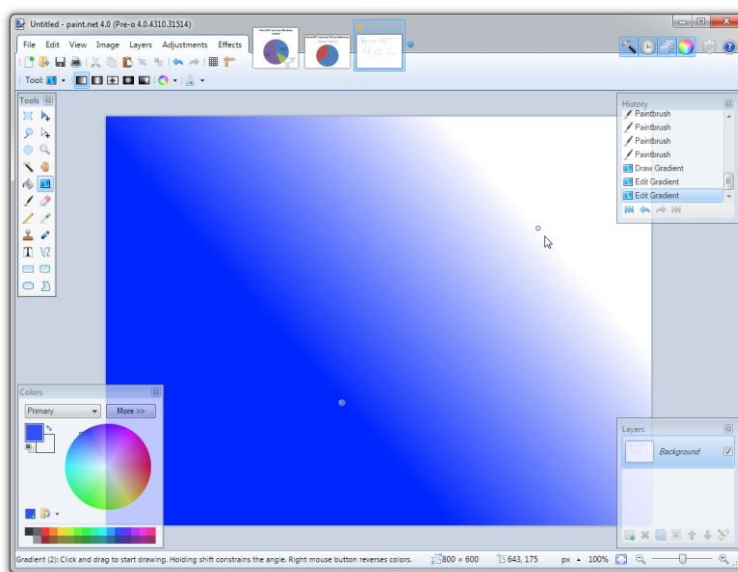 Untitled - paint.net 4.0 (Pre-α 4.0.4310.31514)
File Edit View Image Layers Adjustments Effects
Tool:
Tools
History
Paintbrush
Paintbrush
Paintbrush
Paintbrush
Draw Gradient
Edit Gradient
Edit Gradient
Colors
Primary
More >>
Layers
Background
Gradient (2): Click and drag to start drawing. Holding shift constrains the angle. Right mouse button reverses colors.
800 × 600
643, 175
px
100%